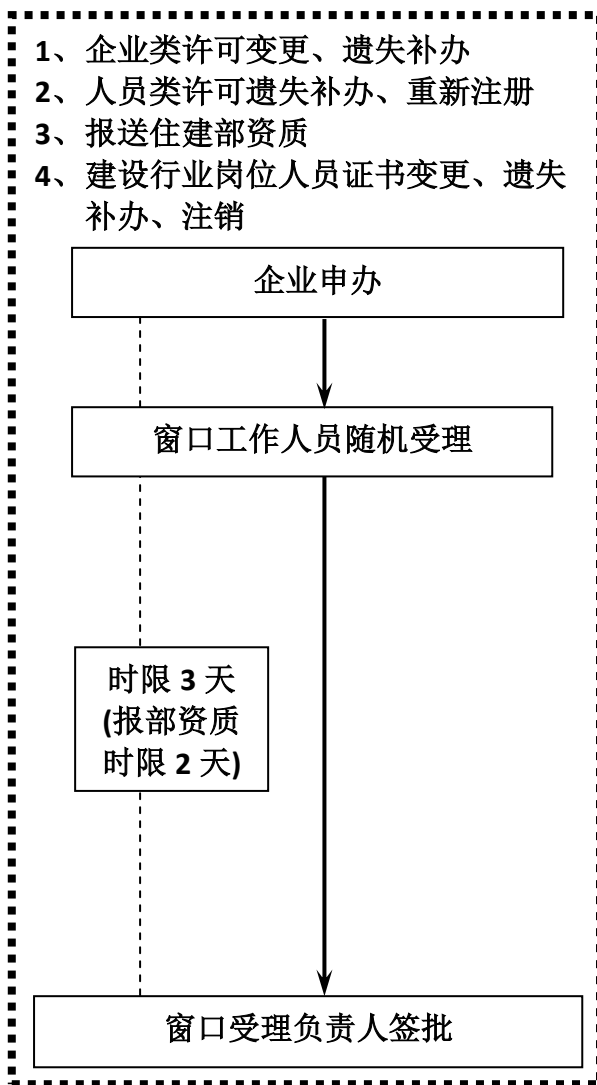 1、企业类许可变更、遗失补办
2、人员类许可遗失补办、重新注册
3、报送住建部资质
4、建设行业岗位人员证书变更、遗失
补办、注销
企业申办
窗口工作人员随机受理
时限 3 天
(报部资质
时限 2 天)
窗口受理负责人签批